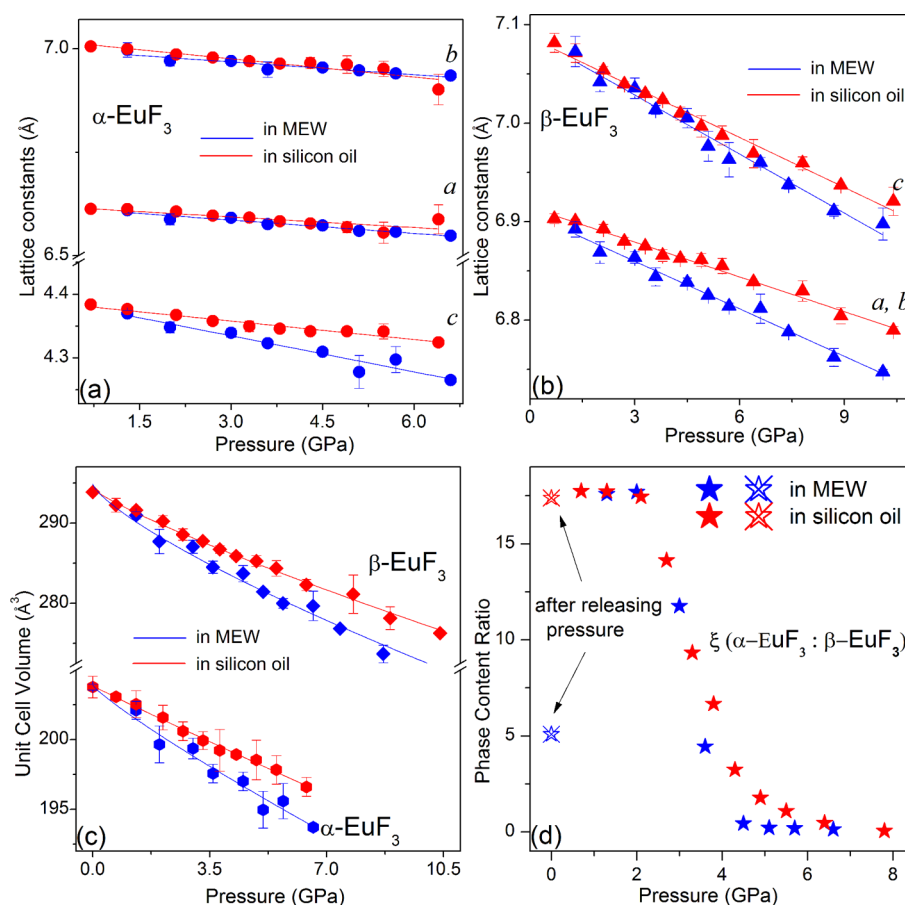 7.0
6.5
4.4
4.3
1.5
3.0
4.5
6.0
Lattice constants (Å)
Pressure (GPa)
α-EuF3
in MEW
in silicon oil
b
a
c
(a)
7.1
7.0
6.9
6.8
0
3
6
9
Lattice constants (Å)
Pressure (GPa)
β-EuF3
in MEW
in silicon oil
c
a, b
(b)
290
280
200
195
0.0
3.5
7.0
10.5
Unit Cell Volume (Å3)
Pressure (GPa)
β-EuF3
in MEW
in silicon oil
α-EuF3
(c)
15
10
5
0
0
2
4
6
8
Phase Content Ratio
Pressure (GPa)
in MEW
in silicon oil
after releasing
pressure
ξ (α-EuF3 : β-EuF3)
(d)